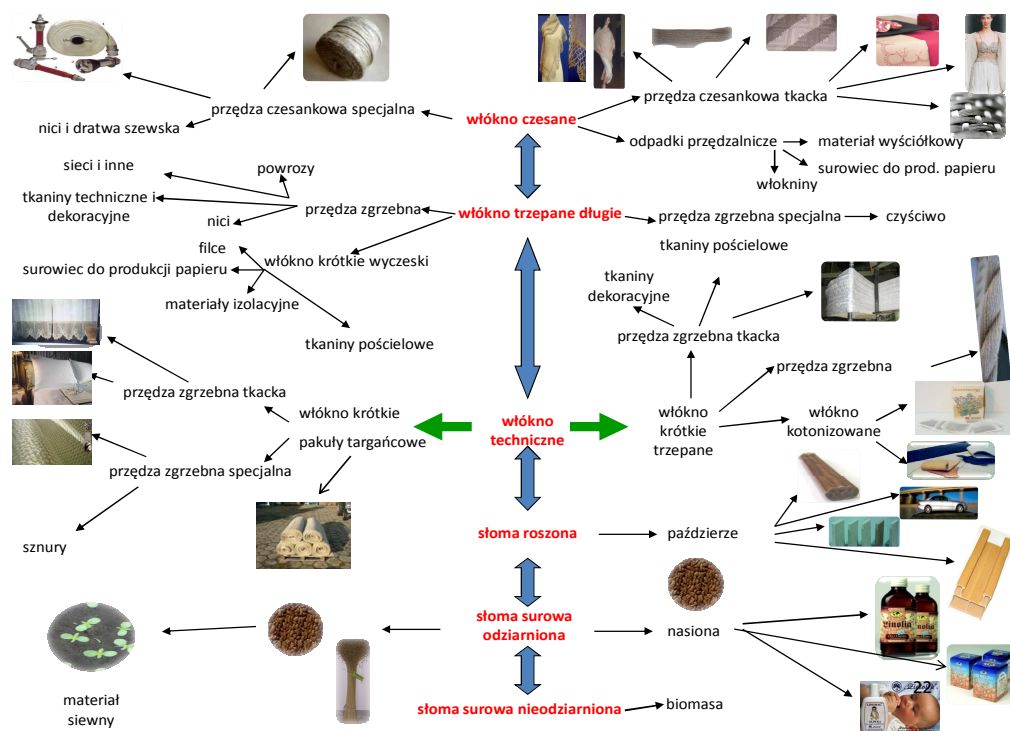 przędza czesankowa specjalna
nici i dratwa szewska
włókno czesane
przędza czesankowa tkacka
odpadki przędzalnicze
materiał wyściółkowy
surowiec do prod. papieru
włokniny
sieci i inne
powrozy
tkaniny techniczne i
dekoracyjne
nici
przędza zgrzebna
włókno trzepane długie
przędza zgrzebna specjalna
czyściwo
filce
włókno krótkie wyczeski
surowiec do produkcji papieru
materiały izolacyjne
tkaniny pościelowe
tkaniny pościelowe
tkaniny
dekoracyjne
przędza zgrzebna tkacka
przędza zgrzebna
przędza zgrzebna tkacka
włókno krótkie
pakuły targańcowe
włókno
techniczne
włókno
krótkie
trzepane
włókno
kotonizowane
przędza zgrzebna specjalna
sznury
słoma roszona
paździerze
słoma surowa
odziarniona
nasiona
Linolia
materiał
siewny
słoma surowa nieodziarniona
biomasa
22